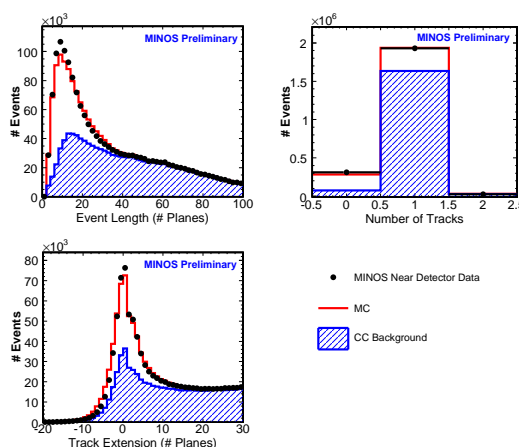 ×10³
MINOS Preliminary
# Events
100
80
60
40
20
0
0 20 40 60 80 100
Event Length (# Planes)
×10⁶
MINOS Preliminary
# Events
2
1.5
1
0.5
0
-0.5 0 0.5 1 1.5 2 2.5
Number of Tracks
×10³
MINOS Preliminary
# Events
80
70
60
50
40
30
20
10
0
-20 -10 0 10 20 30
Track Extension (# Planes)
MINOS Near Detector Data
MC
CC Background